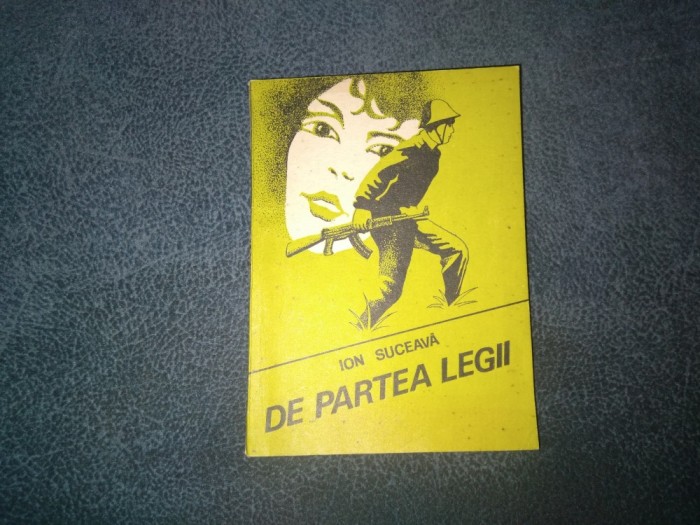 ION SUCEAVĂ
DE PARTEA LEGII